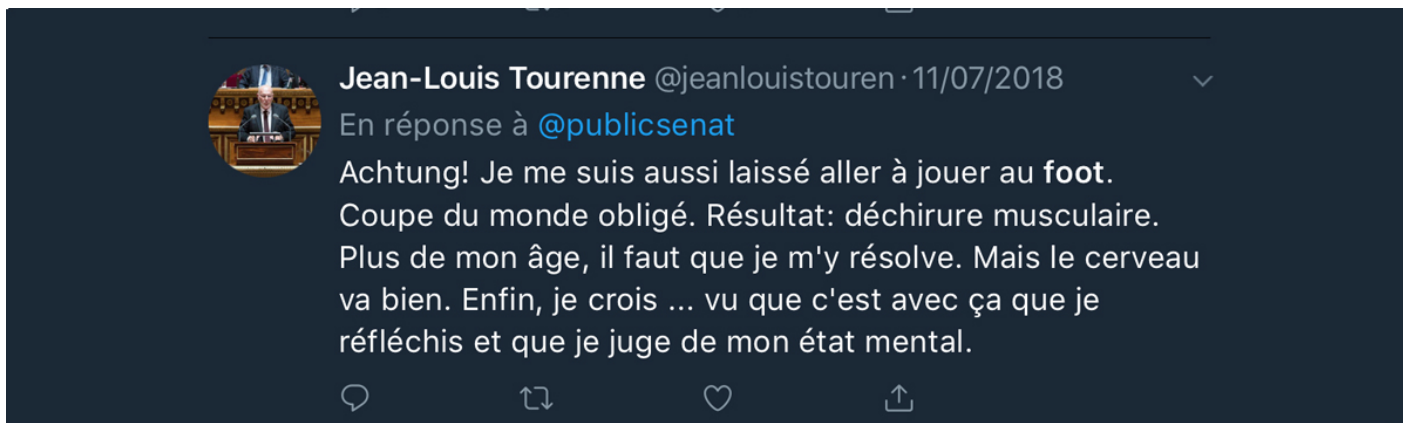 Jean-Louis Tourenne @jeanlouistouren · 11/07/2018
En réponse à @publicsenat
Achtung! Je me suis aussi laissé aller à jouer au foot.
Coupe du monde obligé. Résultat: déchirure musculaire.
Plus de mon âge, il faut que je m'y résolve. Mais le cerveau
va bien. Enfin, je crois ... vu que c'est avec ça que je
réfléchis et que je juge de mon état mental.